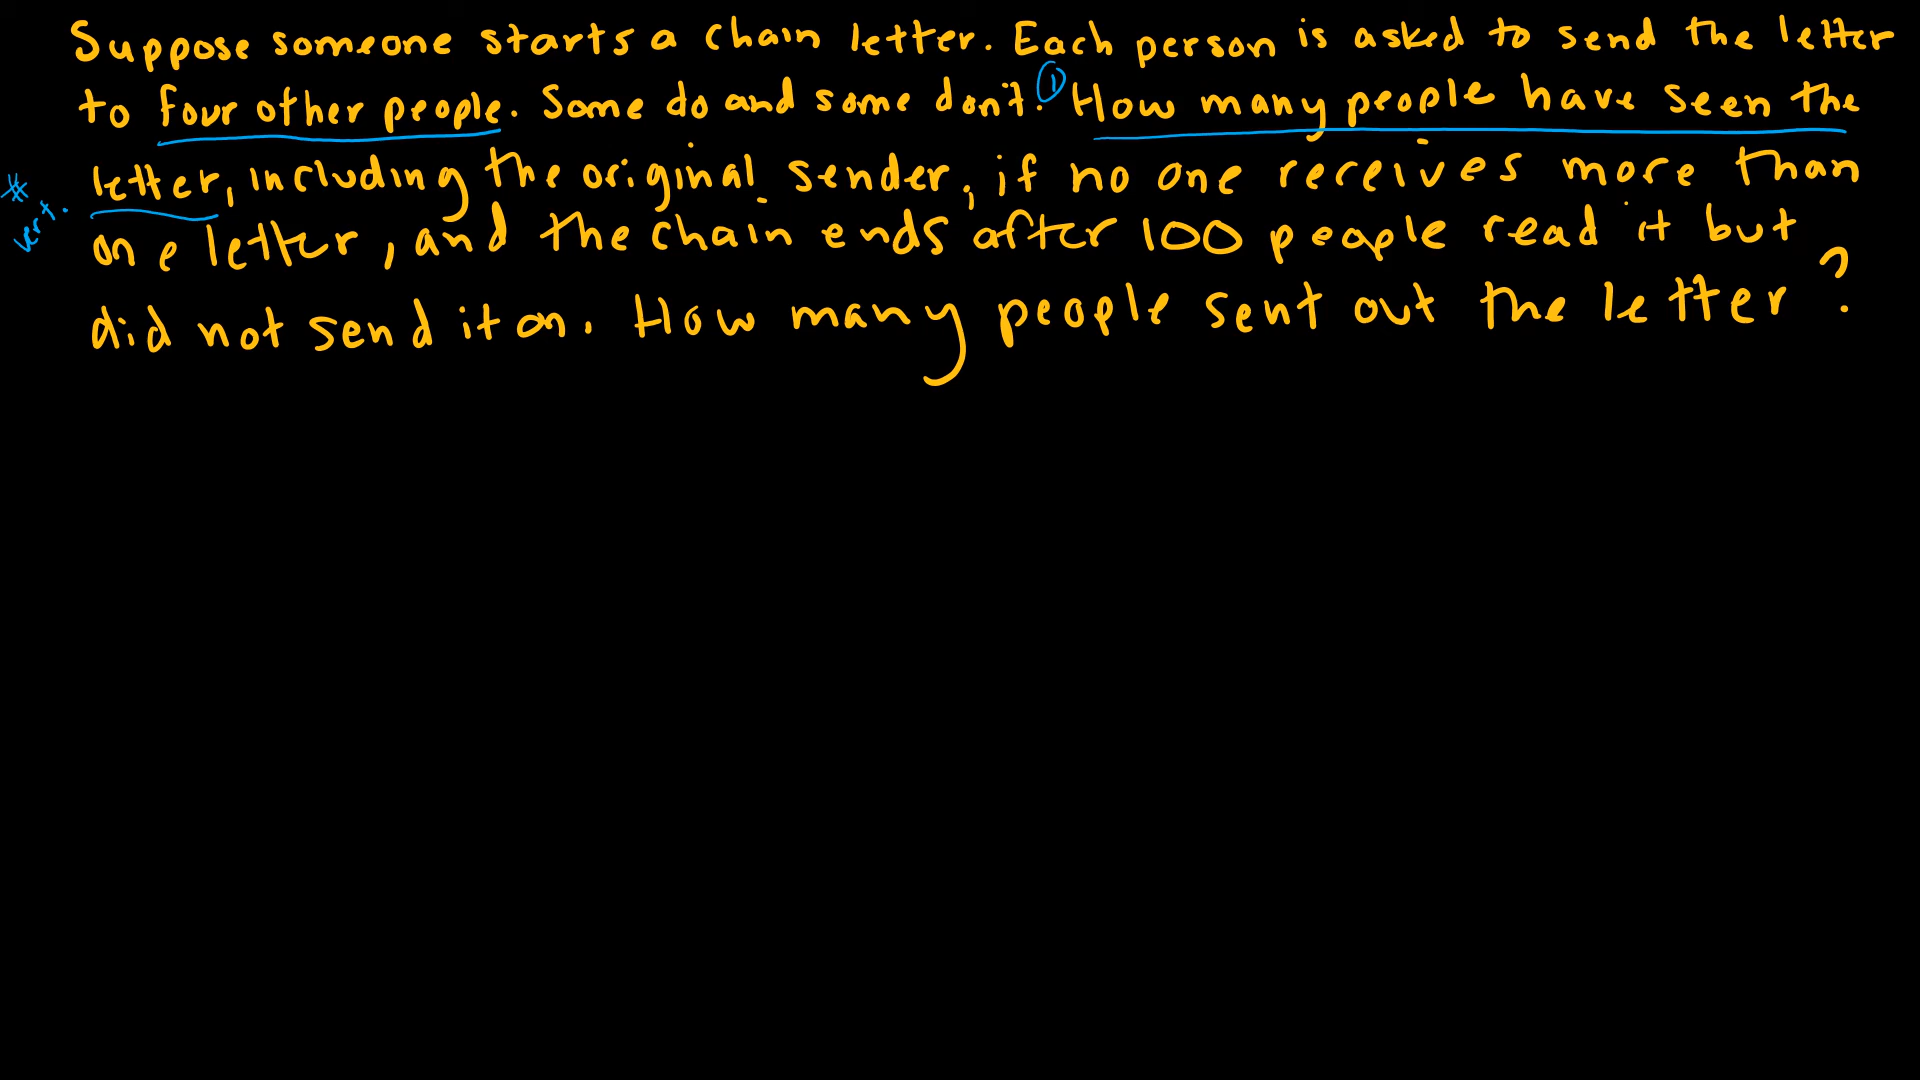 Suppose someone starts a chain letter. Each person is asked to send the letter
to four other people. Some do and some don't. ① How many people have seen the
# vert.
letter, including the original sender, if no one receives more than
one letter, and the chain ends after 100 people read it but
did not send it on. How many people sent out the letter?